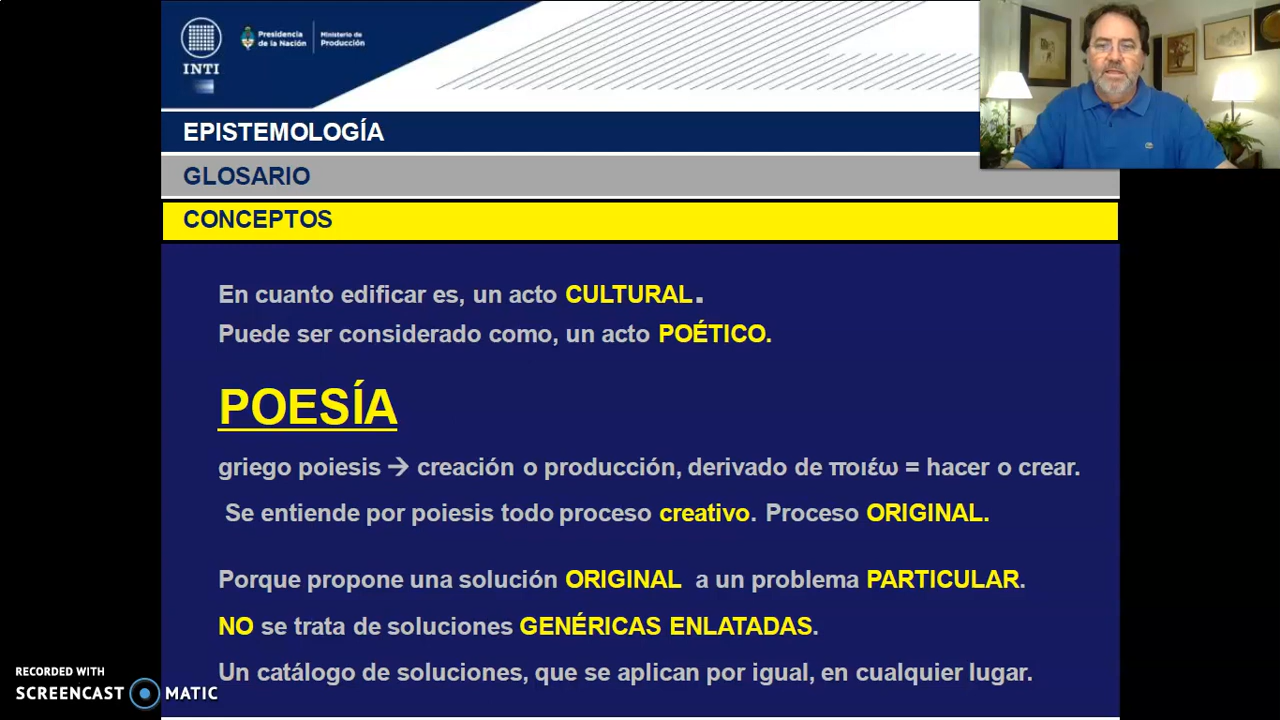 INTI
Presidencia
de la Nación
Ministerio de
Producción
EPISTEMOLOGÍA
GLOSARIO
CONCEPTOS
En cuanto edificar es, un acto CULTURAL.
Puede ser considerado como, un acto POÉTICO.
POESÍA
griego poiesis → creación o producción, derivado de ποιέω = hacer o crear.
Se entiende por poiesis todo proceso creativo. Proceso ORIGINAL.
Porque propone una solución ORIGINAL a un problema PARTICULAR.
NO se trata de soluciones GENÉRICAS ENLATADAS.
Un catálogo de soluciones, que se aplican por igual, en cualquier lugar.
RECORDED WITH
SCREENCAST MATIC